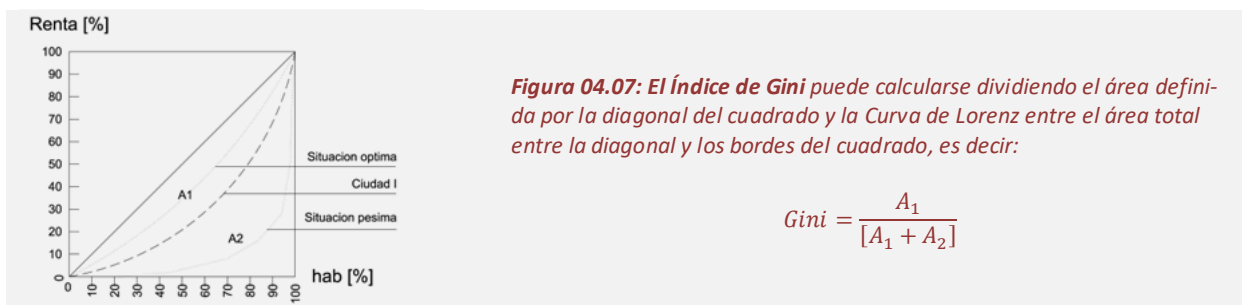 Renta [%]
100
90
80
70
60
50
40
30
20
10
0
0 10 20 30 40 50 60 70 80 90 100
hab [%]
A1
A2
Situacion optima
Ciudad I
Situacion pesima
Figura 04.07: El Índice de Gini puede calcularse dividiendo el área defini-
da por la diagonal del cuadrado y la Curva de Lorenz entre el área total
entre la diagonal y los bordes del cuadrado, es decir:
Gini = A₁ / [A₁ + A₂]